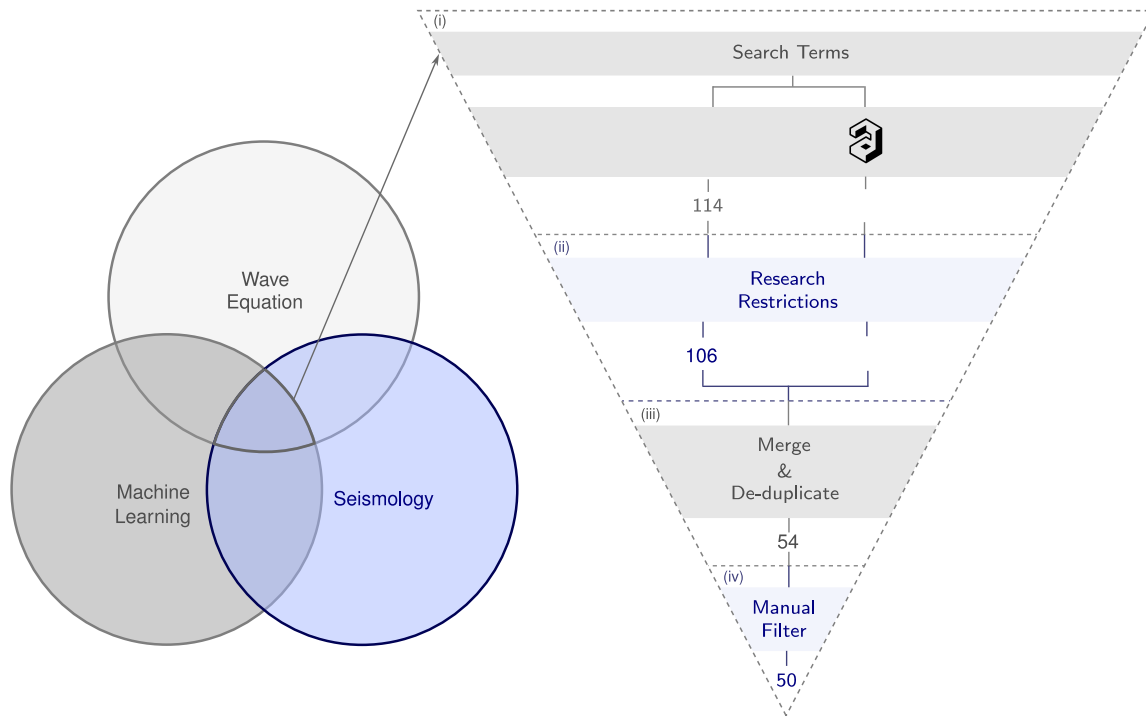 Wave
Equation
Machine
Learning
Seismology
(i)
Search Terms
114
(ii)
Research
Restrictions
106
(iii)
Merge
&
De-duplicate
54
(iv)
Manual
Filter
50